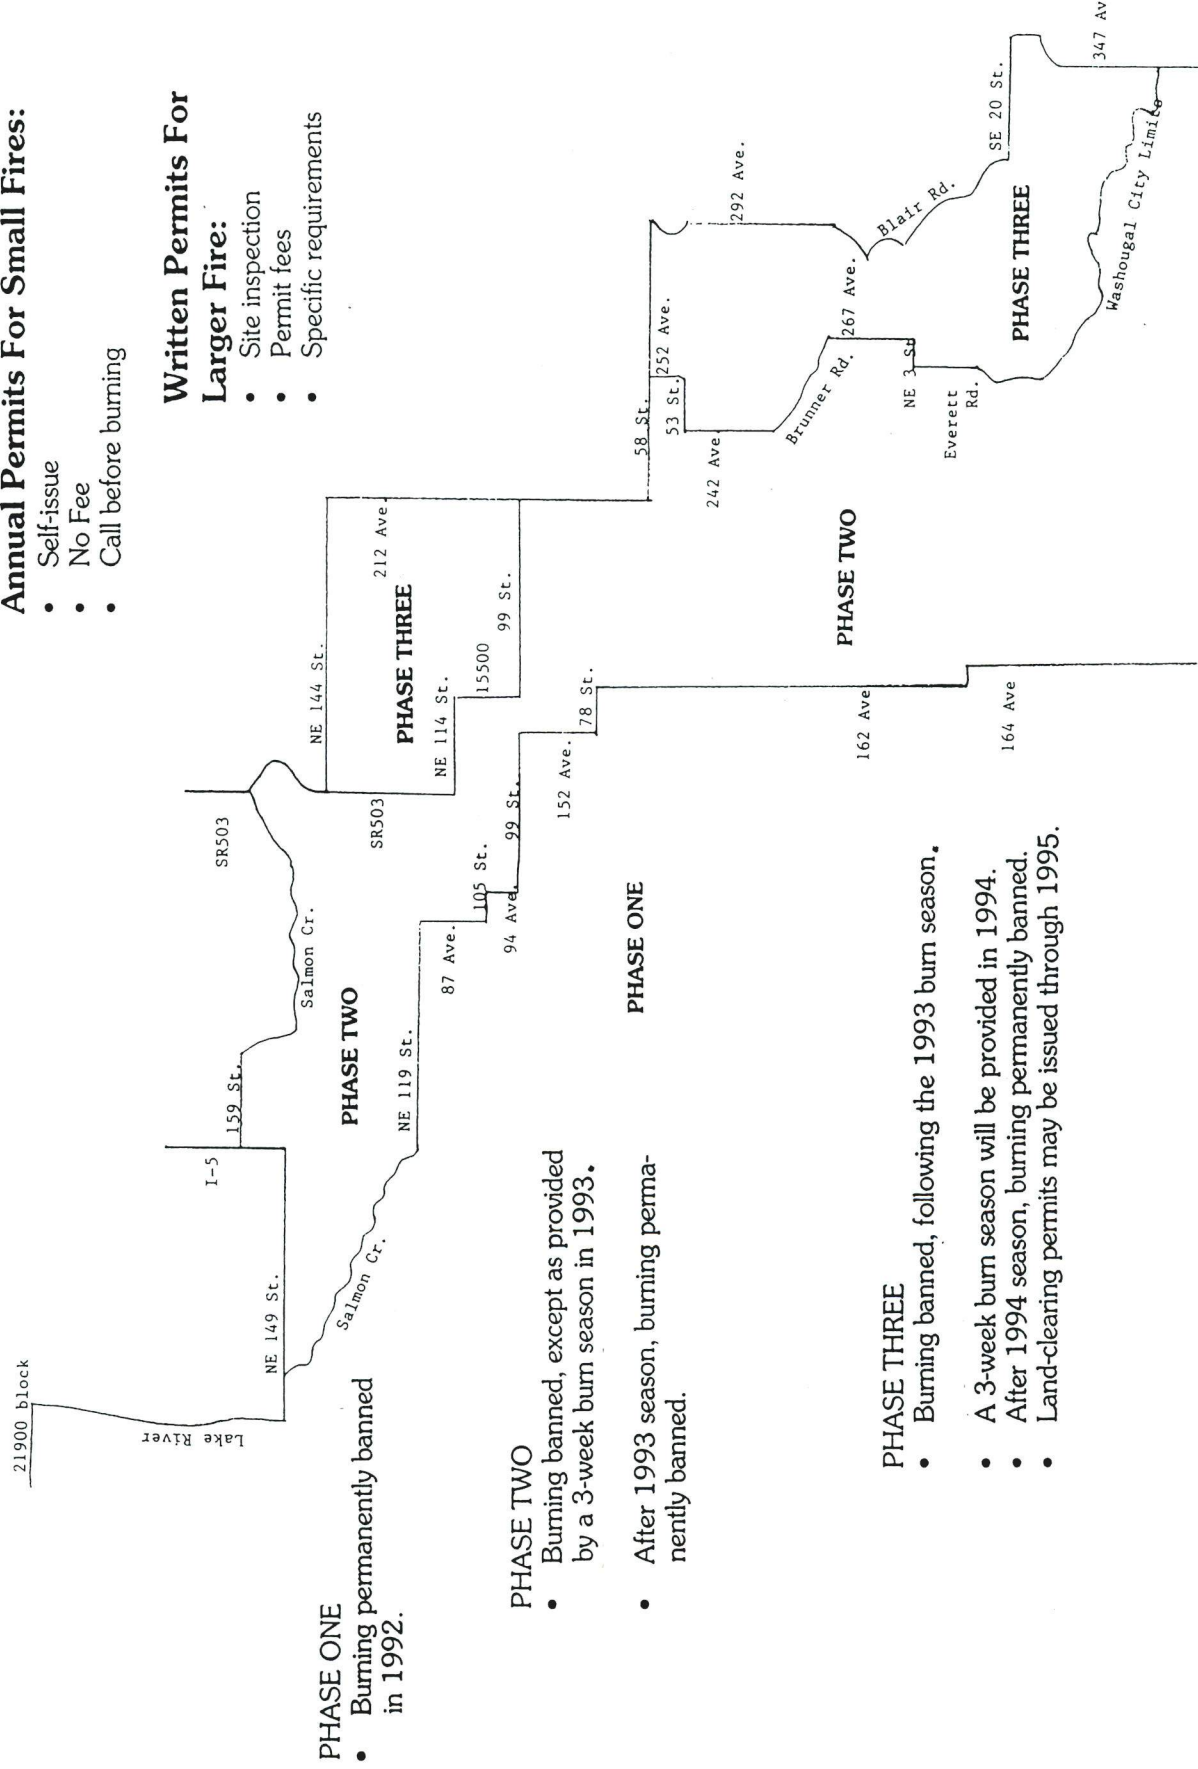 Annual Permits For Small Fires:
• Self-issue
• No Fee
• Call before burning
Written Permits For
Larger Fire:
• Site inspection
• Permit fees
• Specific requirements
21900 block
Lake River
NE 149 St.
I-5
159 St.
Salmon Cr.
SR503
NE 144 St.
SR503
212 Ave.
PHASE THREE
NE 114 St.
15500
99 St.
PHASE TWO
Salmon Cr.
NE 119 St.
87 Ave.
105 St.
94 Ave.
99 St.
152 Ave.
78 St.
58 St.
252 Ave.
53 St.
242 Ave
292 Ave.
Brunner Rd.
267 Ave.
Blair Rd.
NE 3 St
Everett
Rd.
SE 20 St.
PHASE THREE
347 Av
Washougal City Limits
PHASE TWO
162 Ave
164 Ave
PHASE ONE
PHASE ONE
• Burning permanently banned
in 1992.
PHASE TWO
• Burning banned, except as provided
by a 3-week burn season in 1993.
• After 1993 season, burning perma-
nently banned.
PHASE THREE
• Burning banned, following the 1993 burn season.
• A 3-week burn season will be provided in 1994.
• After 1994 season, burning permanently banned.
• Land-clearing permits may be issued through 1995.